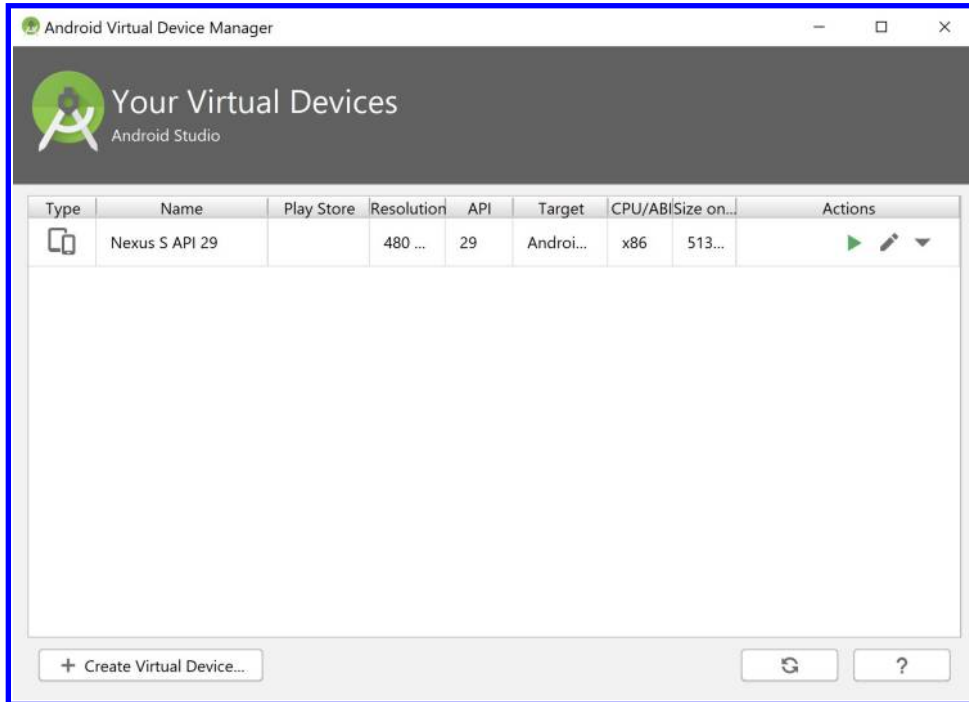 Android Virtual Device Manager
Your Virtual Devices
Android Studio
Type Name Play Store Resolution API Target CPU/ABI Size on... Actions
Nexus S API 29 480 ... 29 Androi... x86 513...
+ Create Virtual Device... ?